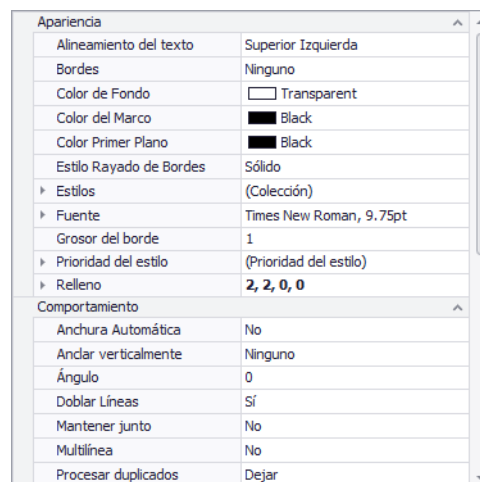 Apariencia
Alineamiento del texto Superior Izquierda
Bordes Ninguno
Color de Fondo Transparent
Color del Marco Black
Color Primer Plano Black
Estilo Rayado de Bordes Sólido
Estilos (Colección)
Fuente Times New Roman, 9.75pt
Grosor del borde 1
Prioridad del estilo (Prioridad del estilo)
Relleno 2, 2, 0, 0
Comportamiento
Anchura Automática No
Anclar verticalmente Ninguno
Ángulo 0
Doblar Líneas Sí
Mantener junto No
Multilínea No
Procesar duplicados Dejar